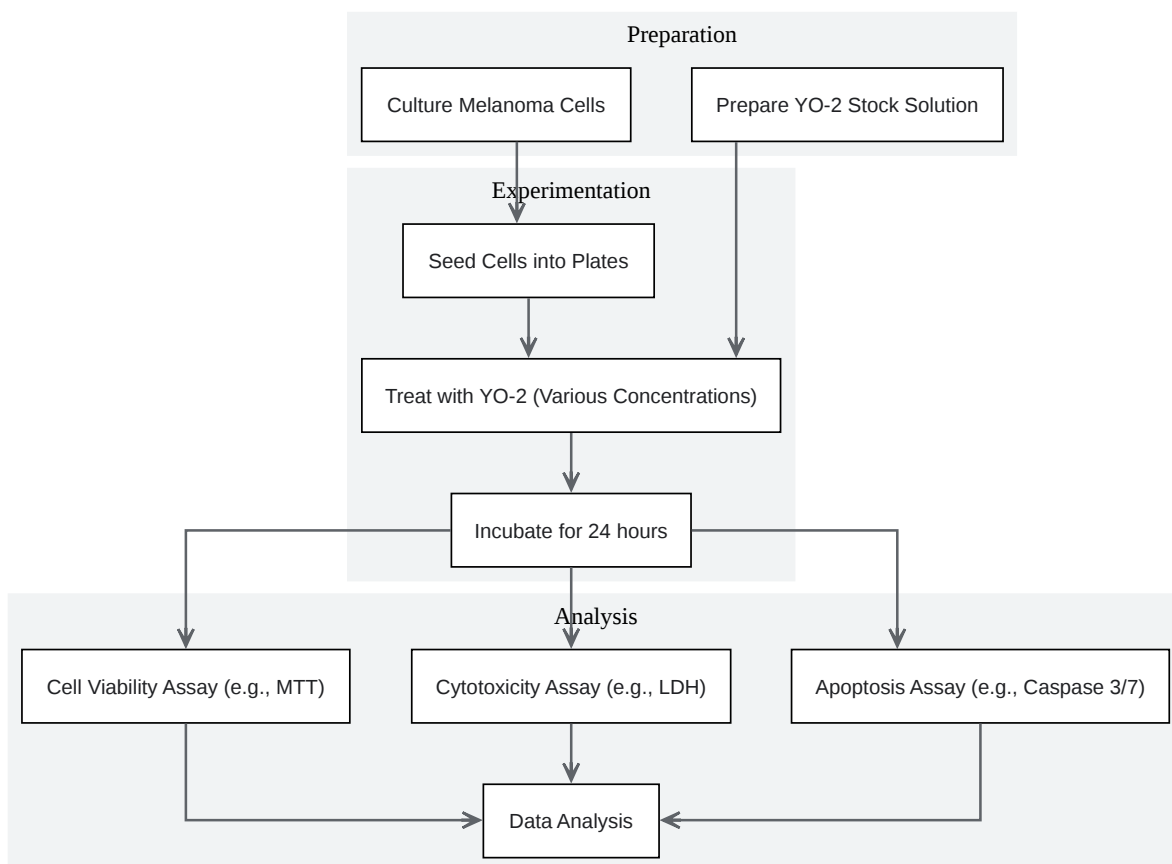 Preparation
Culture Melanoma Cells
Prepare YO-2 Stock Solution
Experimentation
Seed Cells into Plates
Treat with YO-2 (Various Concentrations)
Incubate for 24 hours
Analysis
Cell Viability Assay (e.g., MTT)
Cytotoxicity Assay (e.g., LDH)
Apoptosis Assay (e.g., Caspase 3/7)
Data Analysis